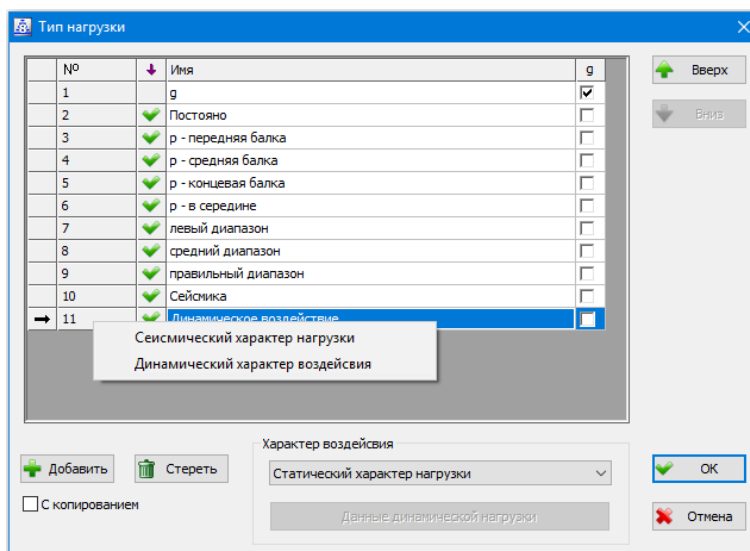 Тип нагрузки
№ Имя g
1 g
2 Постояно
3 р - передняя балка
4 р - средняя балка
5 р - концевая балка
6 р - в середине
7 левый диапазон
8 средний диапазон
9 правильный диапазон
10 Сейсмика
11 Динамическое воздействие
Сеисмический характер нагрузки
Динамический характер воздейсвия
Вверх
Вниз
Добавить
Стереть
С копированием
Характер воздейсвия
Статический характер нагрузки
Данные динамической нагрузки
OK
Отмена